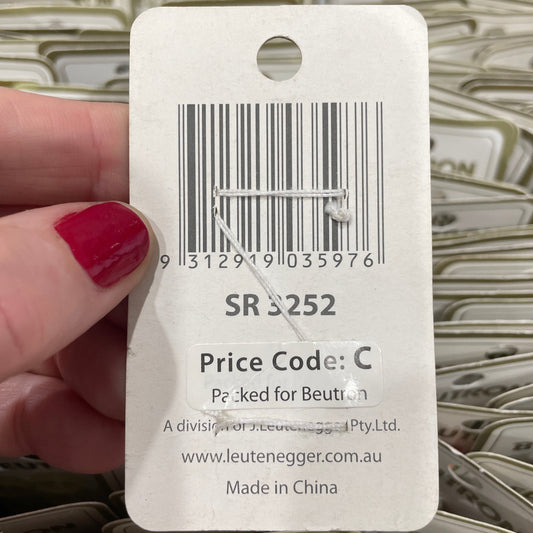 9 312919 035976
SR 3252
Price Code: C
Packed for Beutron
A division of J.Leutenegger Pty.Ltd.
www.leutenegger.com.au
Made in China